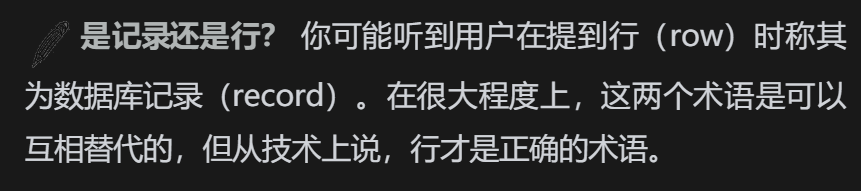 是记录还是行? 你可能听到用户在提到行（row）时称其
为数据库记录（record）。在很大程度上，这两个术语是可以
互相替代的，但从技术上说，行才是正确的术语。